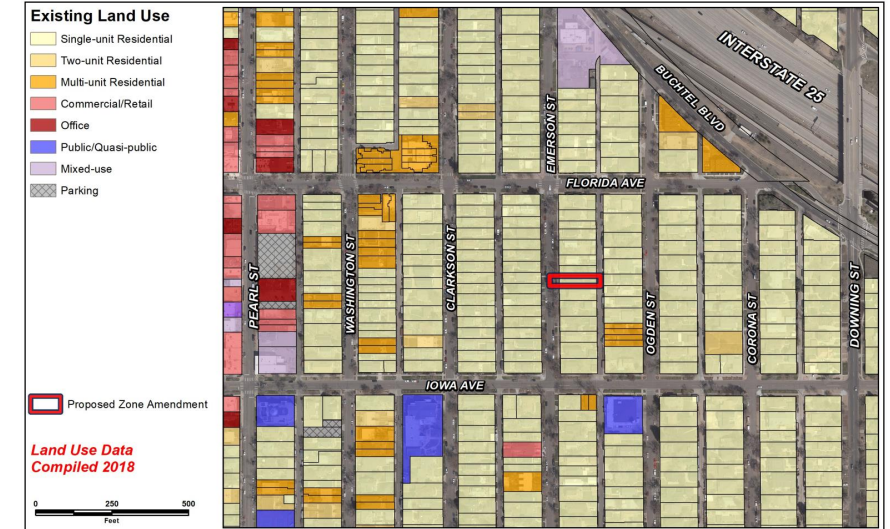 Existing Land Use
Single-unit Residential
Two-unit Residential
Multi-unit Residential
Commercial/Retail
Office
Public/Quasi-public
Mixed-use
Parking
Proposed Zone Amendment
Land Use Data
Compiled 2018
0 250 500
Feet
INTERSTATE 25
BUCHTEL BLVD
EMERSON ST
FLORIDA AVE
PEARL ST
WASHINGTON ST
CLARKSON ST
OGDEN ST
CORONA ST
DOWNING ST
IOWA AVE